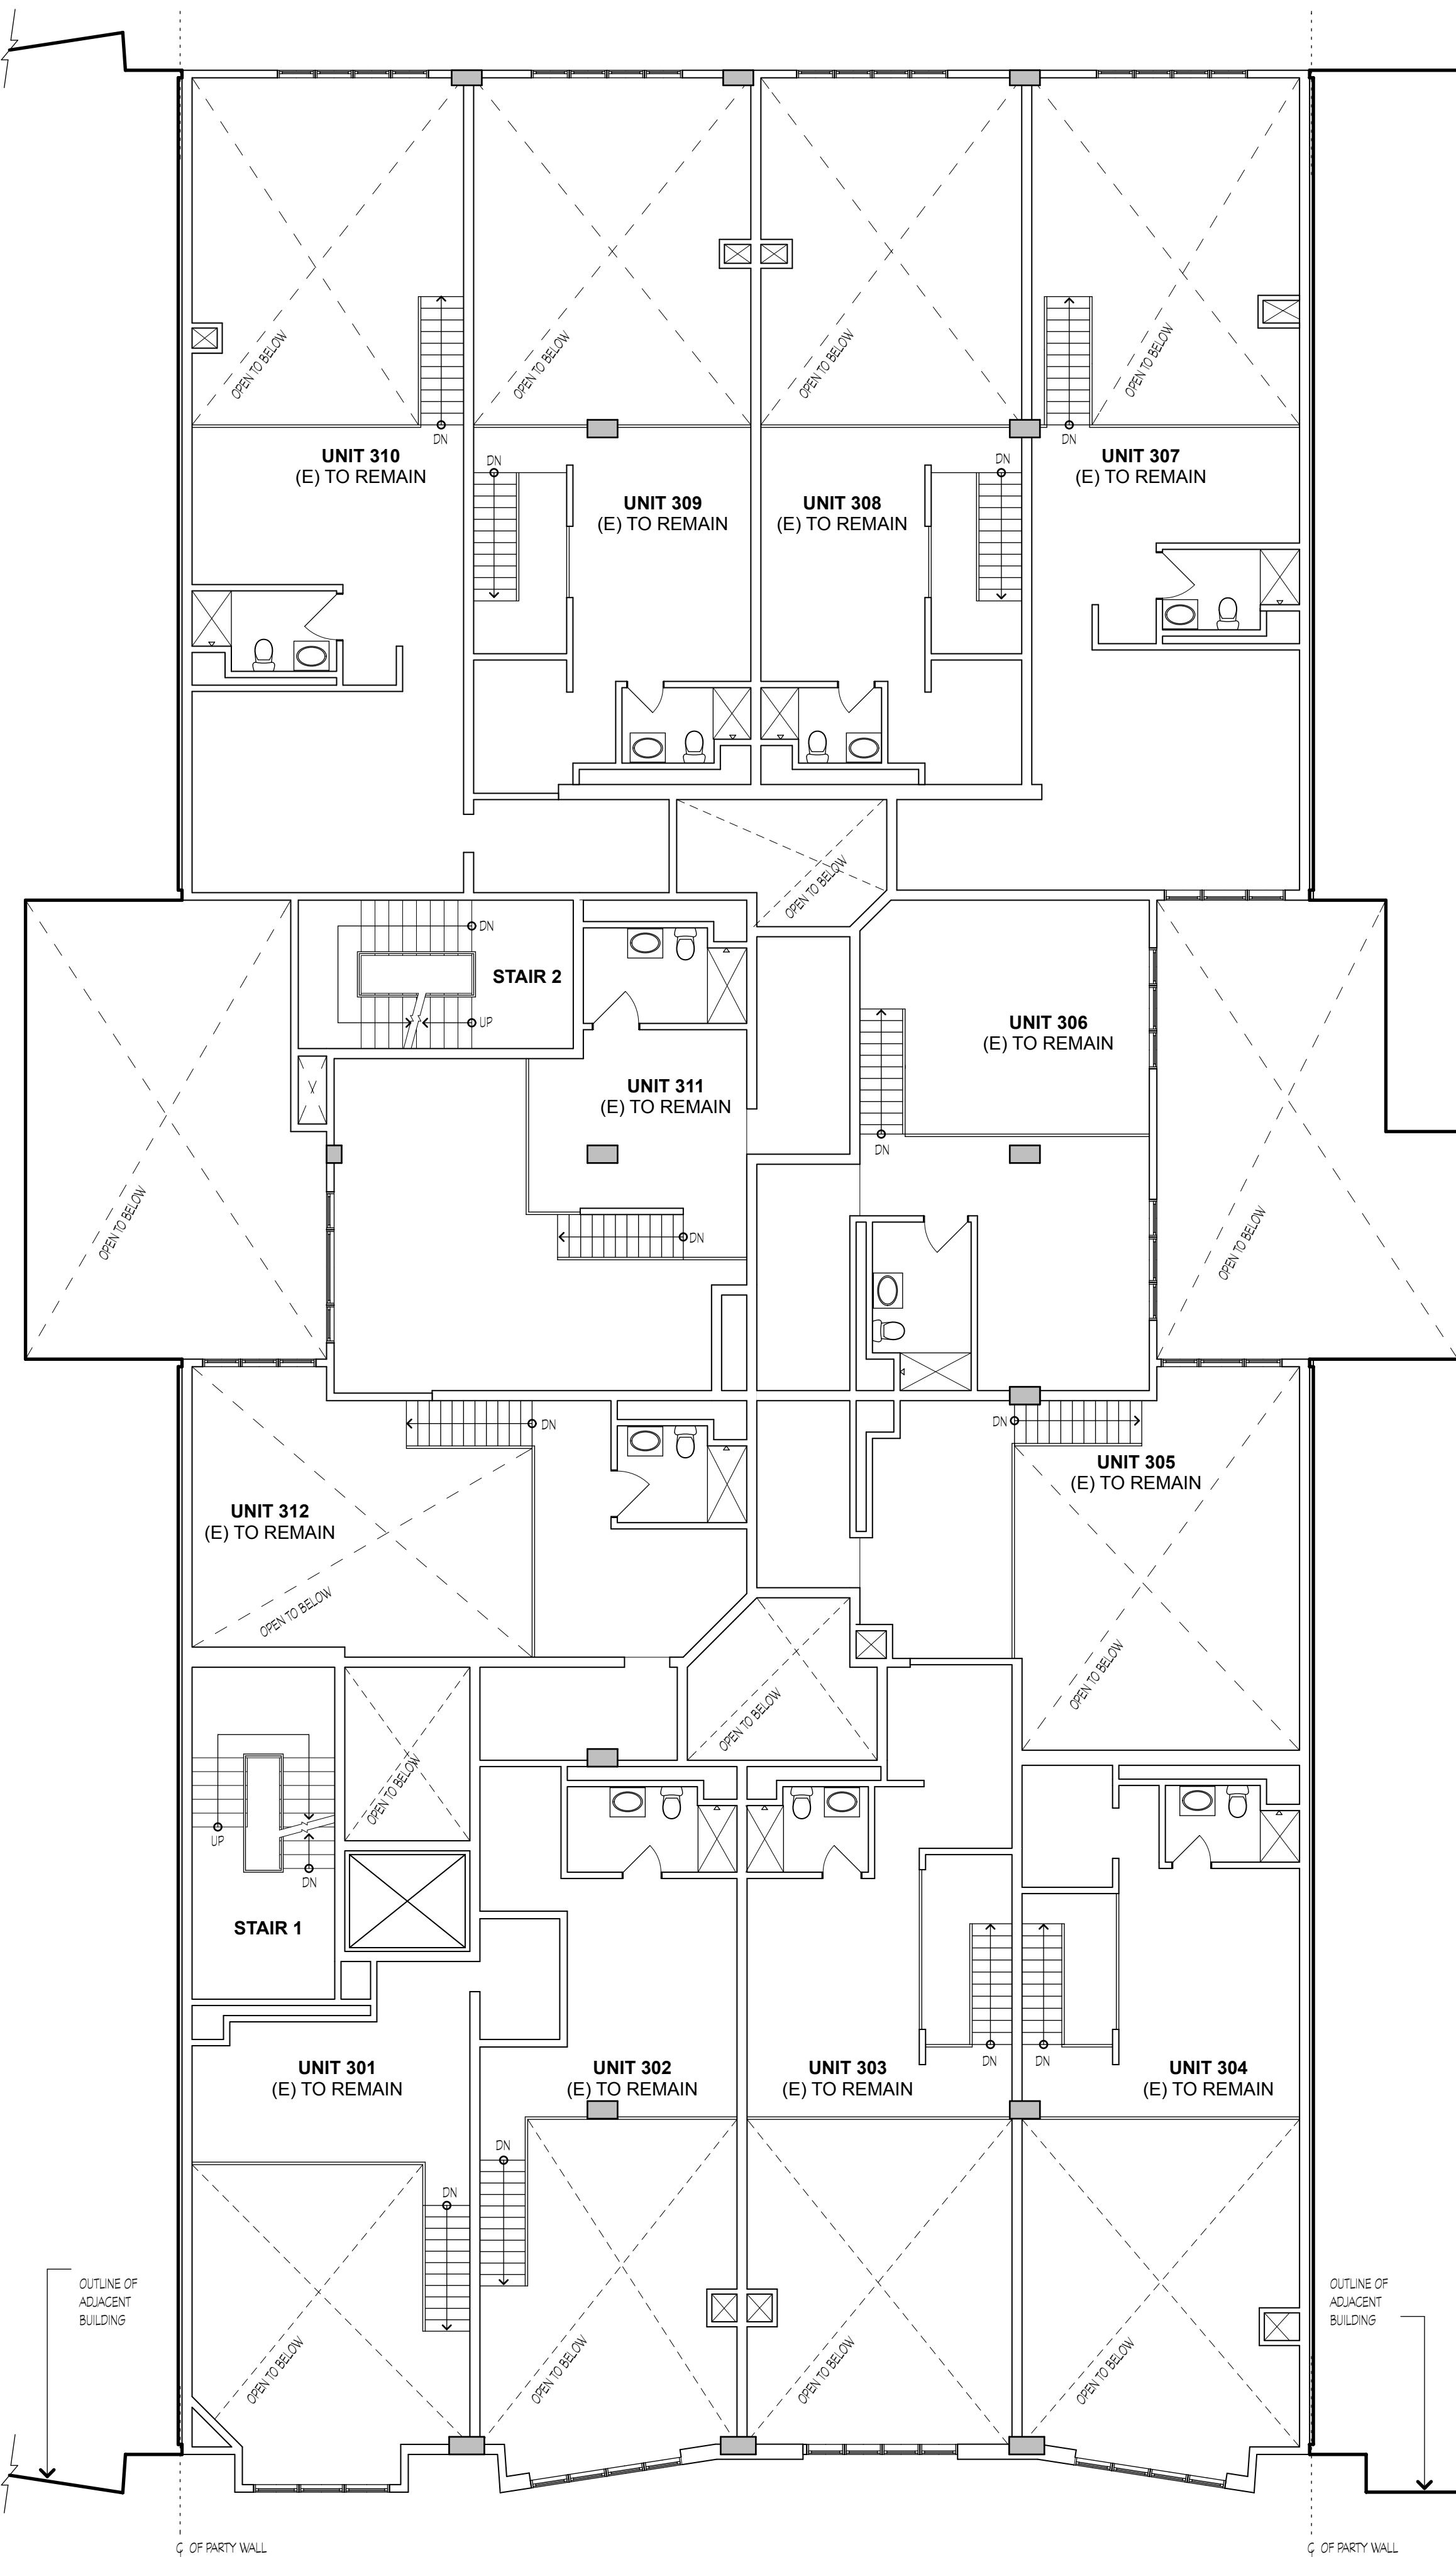 OPEN TO BELOW
OPEN TO BELOW
OPEN TO BELOW
OPEN TO BELOW
DN
DN
UNIT 310
(E) TO REMAIN
UNIT 307
(E) TO REMAIN
DN
DN
UNIT 309
(E) TO REMAIN
UNIT 308
(E) TO REMAIN
OPEN TO BELOW
DN
STAIR 2
UP
UNIT 306
(E) TO REMAIN
UNIT 311
(E) TO REMAIN
DN
OPEN TO BELOW
DN
OPEN TO BELOW
DN
DN
UNIT 305
(E) TO REMAIN
UNIT 312
(E) TO REMAIN
OPEN TO BELOW
OPEN TO BELOW
OPEN TO BELOW
OPEN TO BELOW
UP
DN
STAIR 1
DN
DN
UNIT 301
(E) TO REMAIN
UNIT 302
(E) TO REMAIN
UNIT 303
(E) TO REMAIN
UNIT 304
(E) TO REMAIN
DN
DN
OUTLINE OF
ADJACENT
BUILDING
OUTLINE OF
ADJACENT
BUILDING
OPEN TO BELOW
OPEN TO BELOW
OPEN TO BELOW
OPEN TO BELOW
℄ OF PARTY WALL
℄ OF PARTY WALL